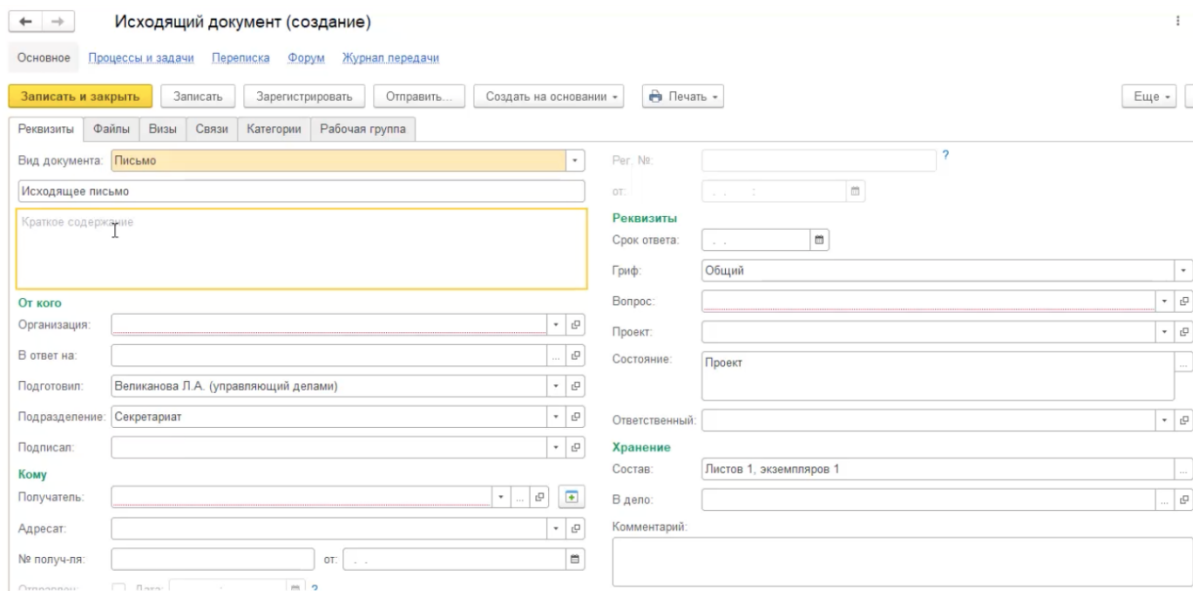 Исходящий документ (создание)
Основное Процессы и задачи Переписка Форум Журнал передачи
Записать и закрыть Записать Зарегистрировать Отправить... Создать на основании Печать Еще
Реквизиты Файлы Визы Связи Категории Рабочая группа
Вид документа: Письмо
Исходящее письмо
Краткое содержание
От кого
Организация:
В ответ на:
Подготовил: Великанова Л.А. (управляющий делами)
Подразделение: Секретариат
Подписал:
Кому
Получатель:
Адресат:
№ получ-ля: от: . .
Отправлен: Дата: : ?
Рег. №: ?
от: . . :
Реквизиты
Срок ответа: . .
Гриф: Общий
Вопрос:
Проект:
Состояние: Проект
Ответственный:
Хранение
Состав: Листов 1, экземпляров 1
В дело:
Комментарий: